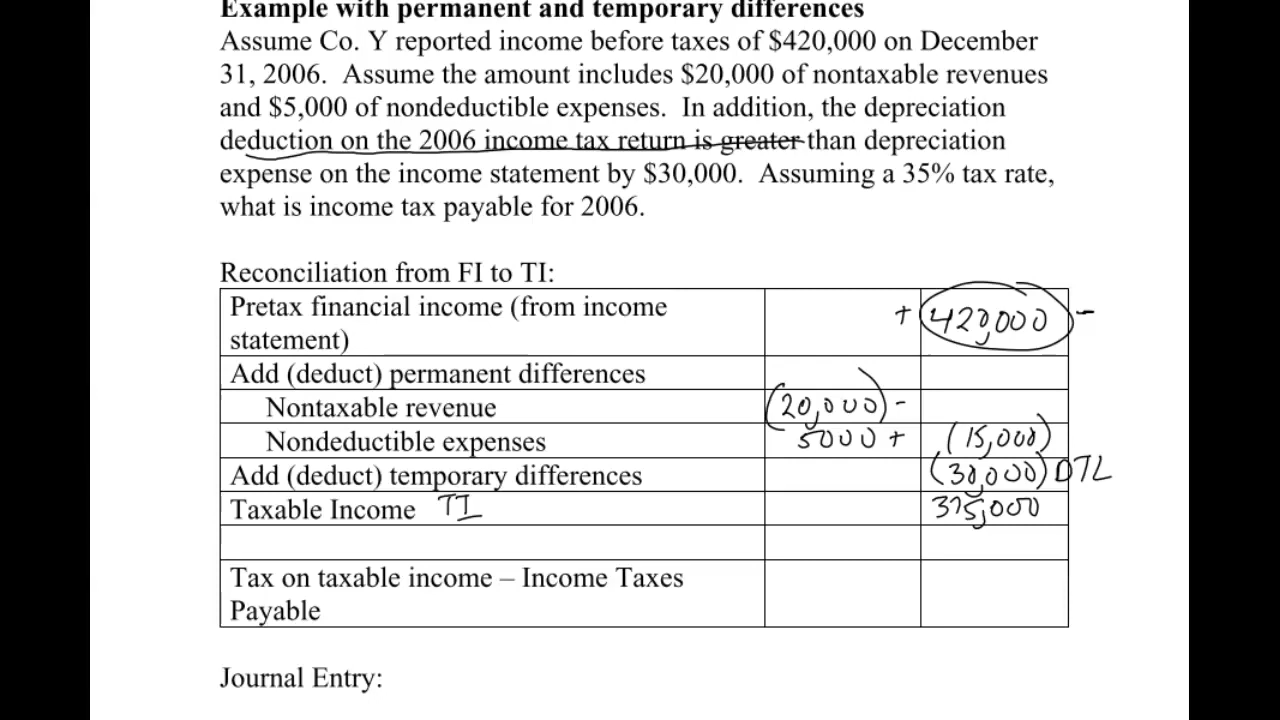 Example with permanent and temporary differences
Assume Co. Y reported income before taxes of $420,000 on December
31, 2006. Assume the amount includes $20,000 of nontaxable revenues
and $5,000 of nondeductible expenses. In addition, the depreciation
deduction on the 2006 income tax return is greater than depreciation
expense on the income statement by $30,000. Assuming a 35% tax rate,
what is income tax payable for 2006.
Reconciliation from FI to TI:
Pretax financial income (from income + 420,000 -
statement)
Add (deduct) permanent differences
Nontaxable revenue (20,000) -
Nondeductible expenses 5000 + (15,000)
Add (deduct) temporary differences (30,000) DTL
Taxable Income TI 375,000
Tax on taxable income – Income Taxes
Payable
Journal Entry: